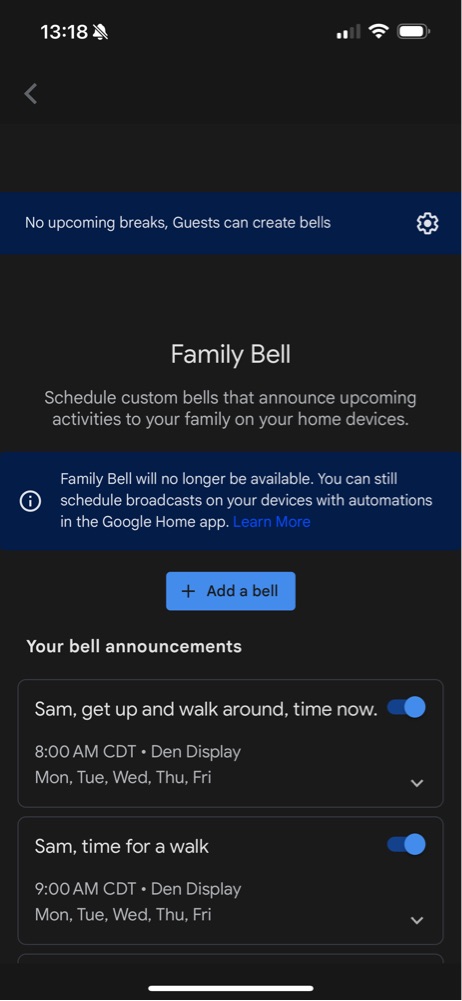 13:18
No upcoming breaks, Guests can create bells
Family Bell
Schedule custom bells that announce upcoming
activities to your family on your home devices.
Family Bell will no longer be available. You can still
schedule broadcasts on your devices with automations
in the Google Home app. Learn More
+ Add a bell
Your bell announcements
Sam, get up and walk around, time now.
8:00 AM CDT • Den Display
Mon, Tue, Wed, Thu, Fri
Sam, time for a walk
9:00 AM CDT • Den Display
Mon, Tue, Wed, Thu, Fri